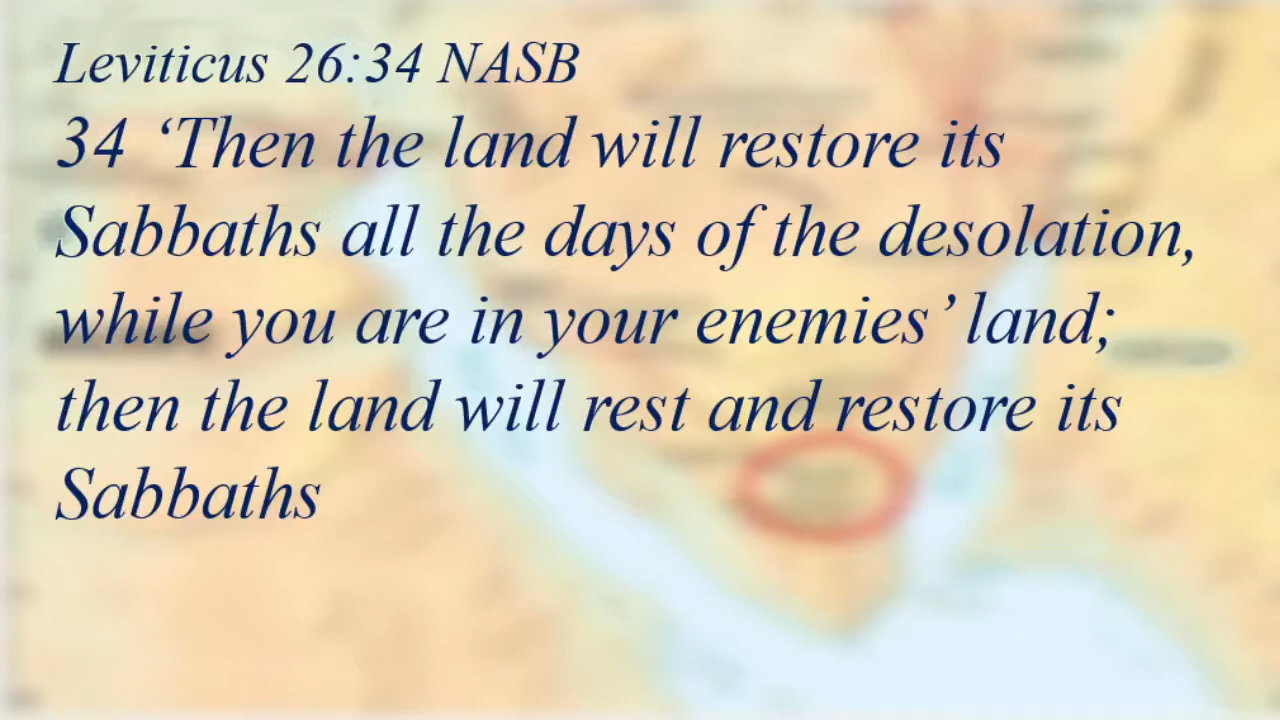 Leviticus 26:34 NASB
34 ‘Then the land will restore its
Sabbaths all the days of the desolation,
while you are in your enemies’ land;
then the land will rest and restore its
Sabbaths